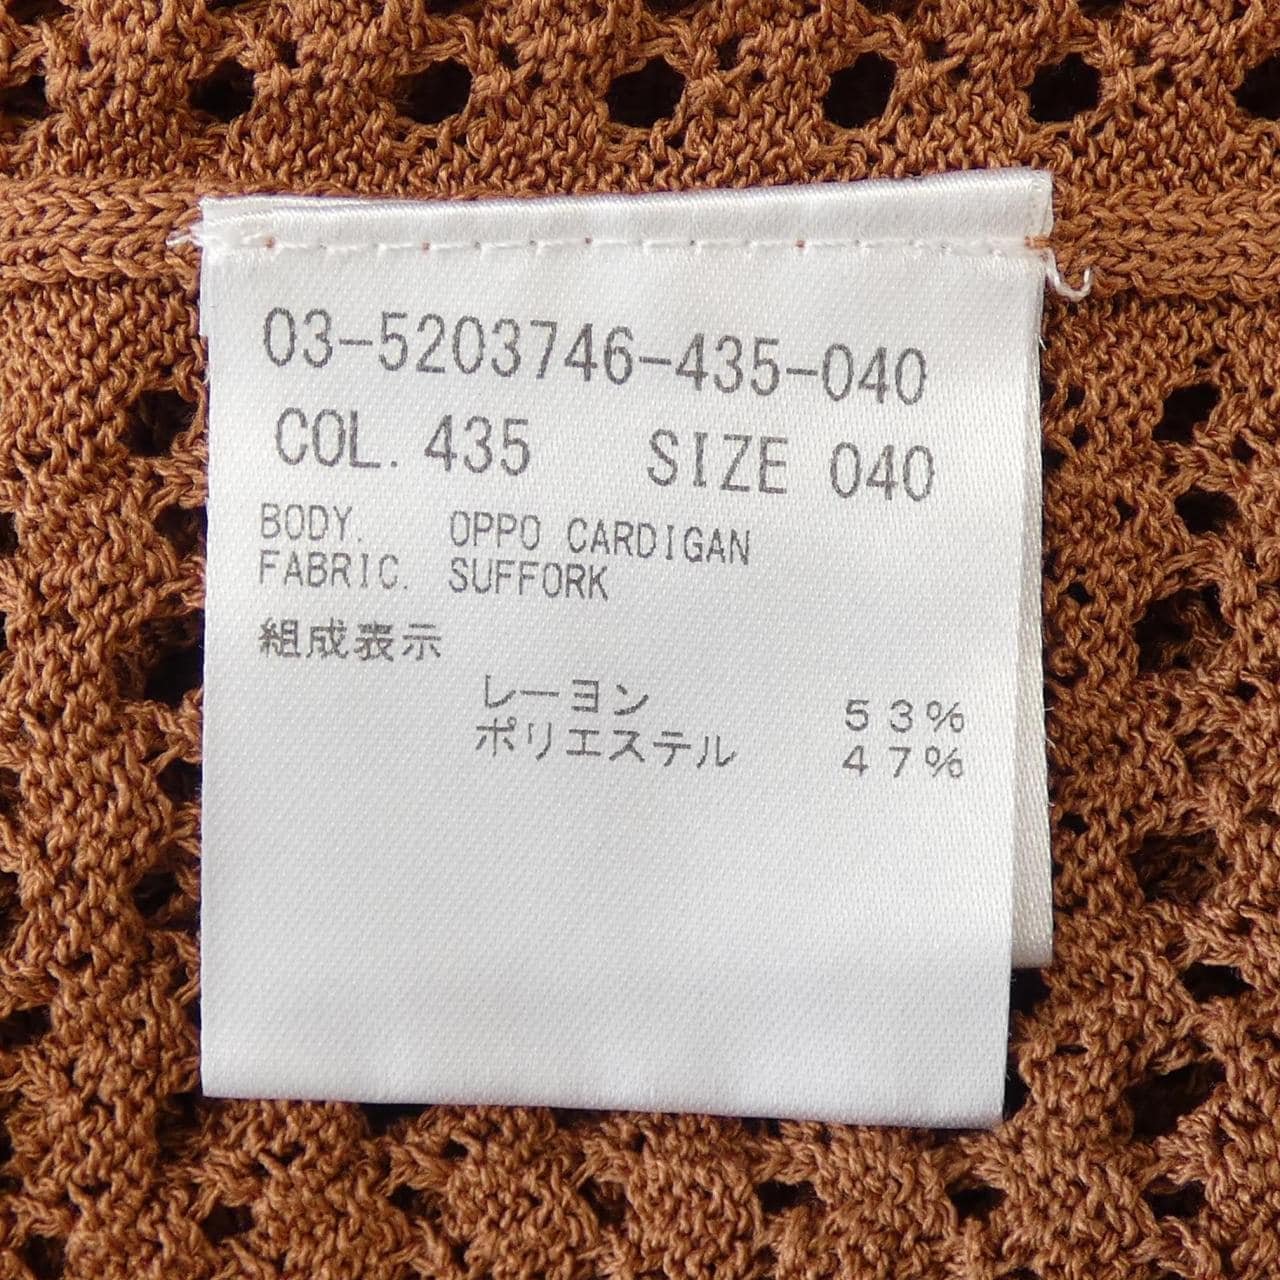 03-5203746-435-040
COL. 435 SIZE 040
BODY. OPPO CARDIGAN
FABRIC. SUFFORK
組成表示
レーヨン 53%
ポリエステル 47%